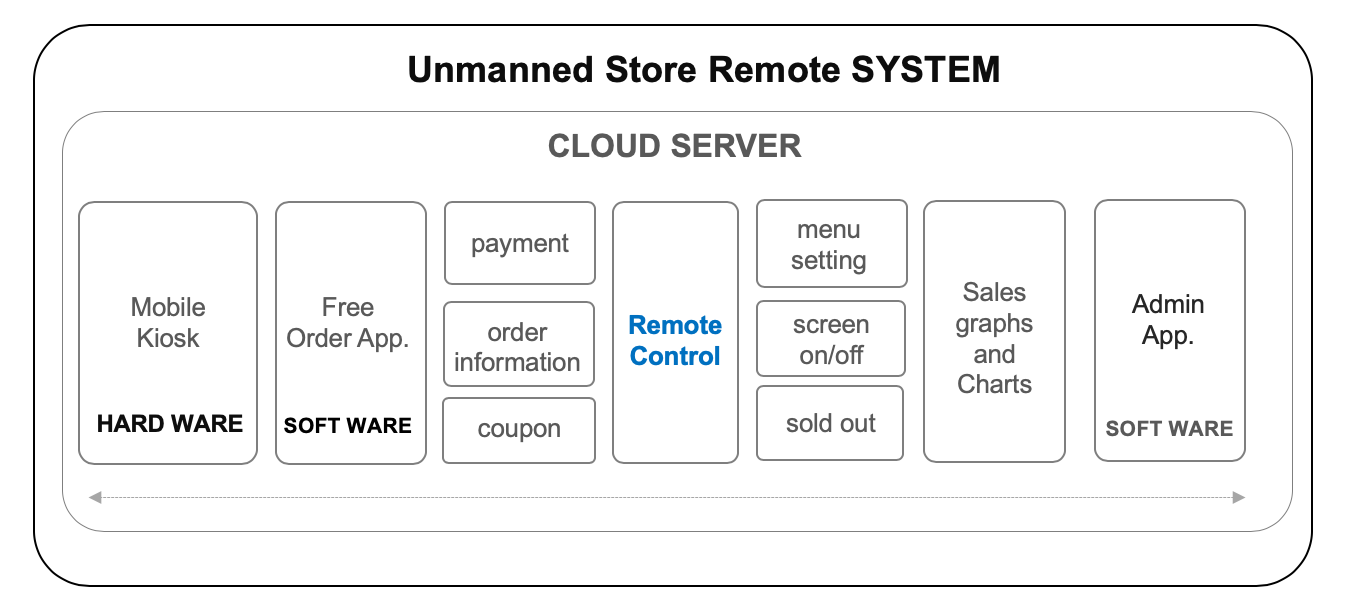 Unmanned Store Remote SYSTEM
CLOUD SERVER
Mobile
Kiosk
HARD WARE
Free
Order App.
SOFT WARE
payment
order
information
coupon
Remote
Control
menu
setting
screen
on/off
sold out
Sales
graphs
and
Charts
Admin
App.
SOFT WARE